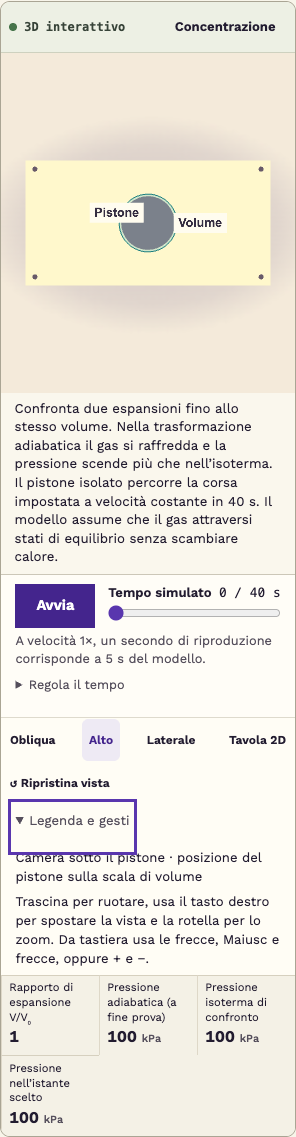 3D interattivo Concentrazione
Pistone
Volume
Confronta due espansioni fino allo
stesso volume. Nella trasformazione
adiabatica il gas si raffredda e la
pressione scende più che nell'isoterma.
Il pistone isolato percorre la corsa
impostata a velocità costante in 40 s. Il
modello assume che il gas attraversi
stati di equilibrio senza scambiare
calore.
Avvia
Tempo simulato 0 / 40 s
A velocità 1×, un secondo di riproduzione
corrisponde a 5 s del modello.
▶ Regola il tempo
Obliqua Alto Laterale Tavola 2D
↺ Ripristina vista
▼ Legenda e gesti
Camera sotto il pistone · posizione del
pistone sulla scala di volume
Trascina per ruotare, usa il tasto destro
per spostare la vista e la rotella per lo
zoom. Da tastiera usa le frecce, Maiusc e
frecce, oppure + e −.
Rapporto di
espansione
V/V₀
1
Pressione
adiabatica (a
fine prova)
100 kPa
Pressione
isoterma di
confronto
100 kPa
Pressione
nell'istante
scelto
100 kPa